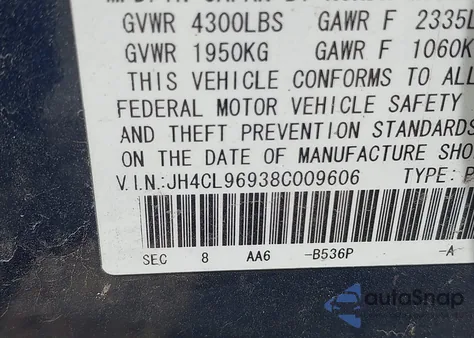 GVWR 4300LBS GAWR F 2335
GVWR 1950KG GAWR F 1060K
THIS VEHICLE CONFORMS TO ALL
FEDERAL MOTOR VEHICLE SAFETY
AND THEFT PREVENTION STANDARDS
ON THE DATE OF MANUFACTURE SHO
V.I.N.:JH4CL96938C009606 TYPE:P
SEC 8 AA6 -B536P -A
autoSnap